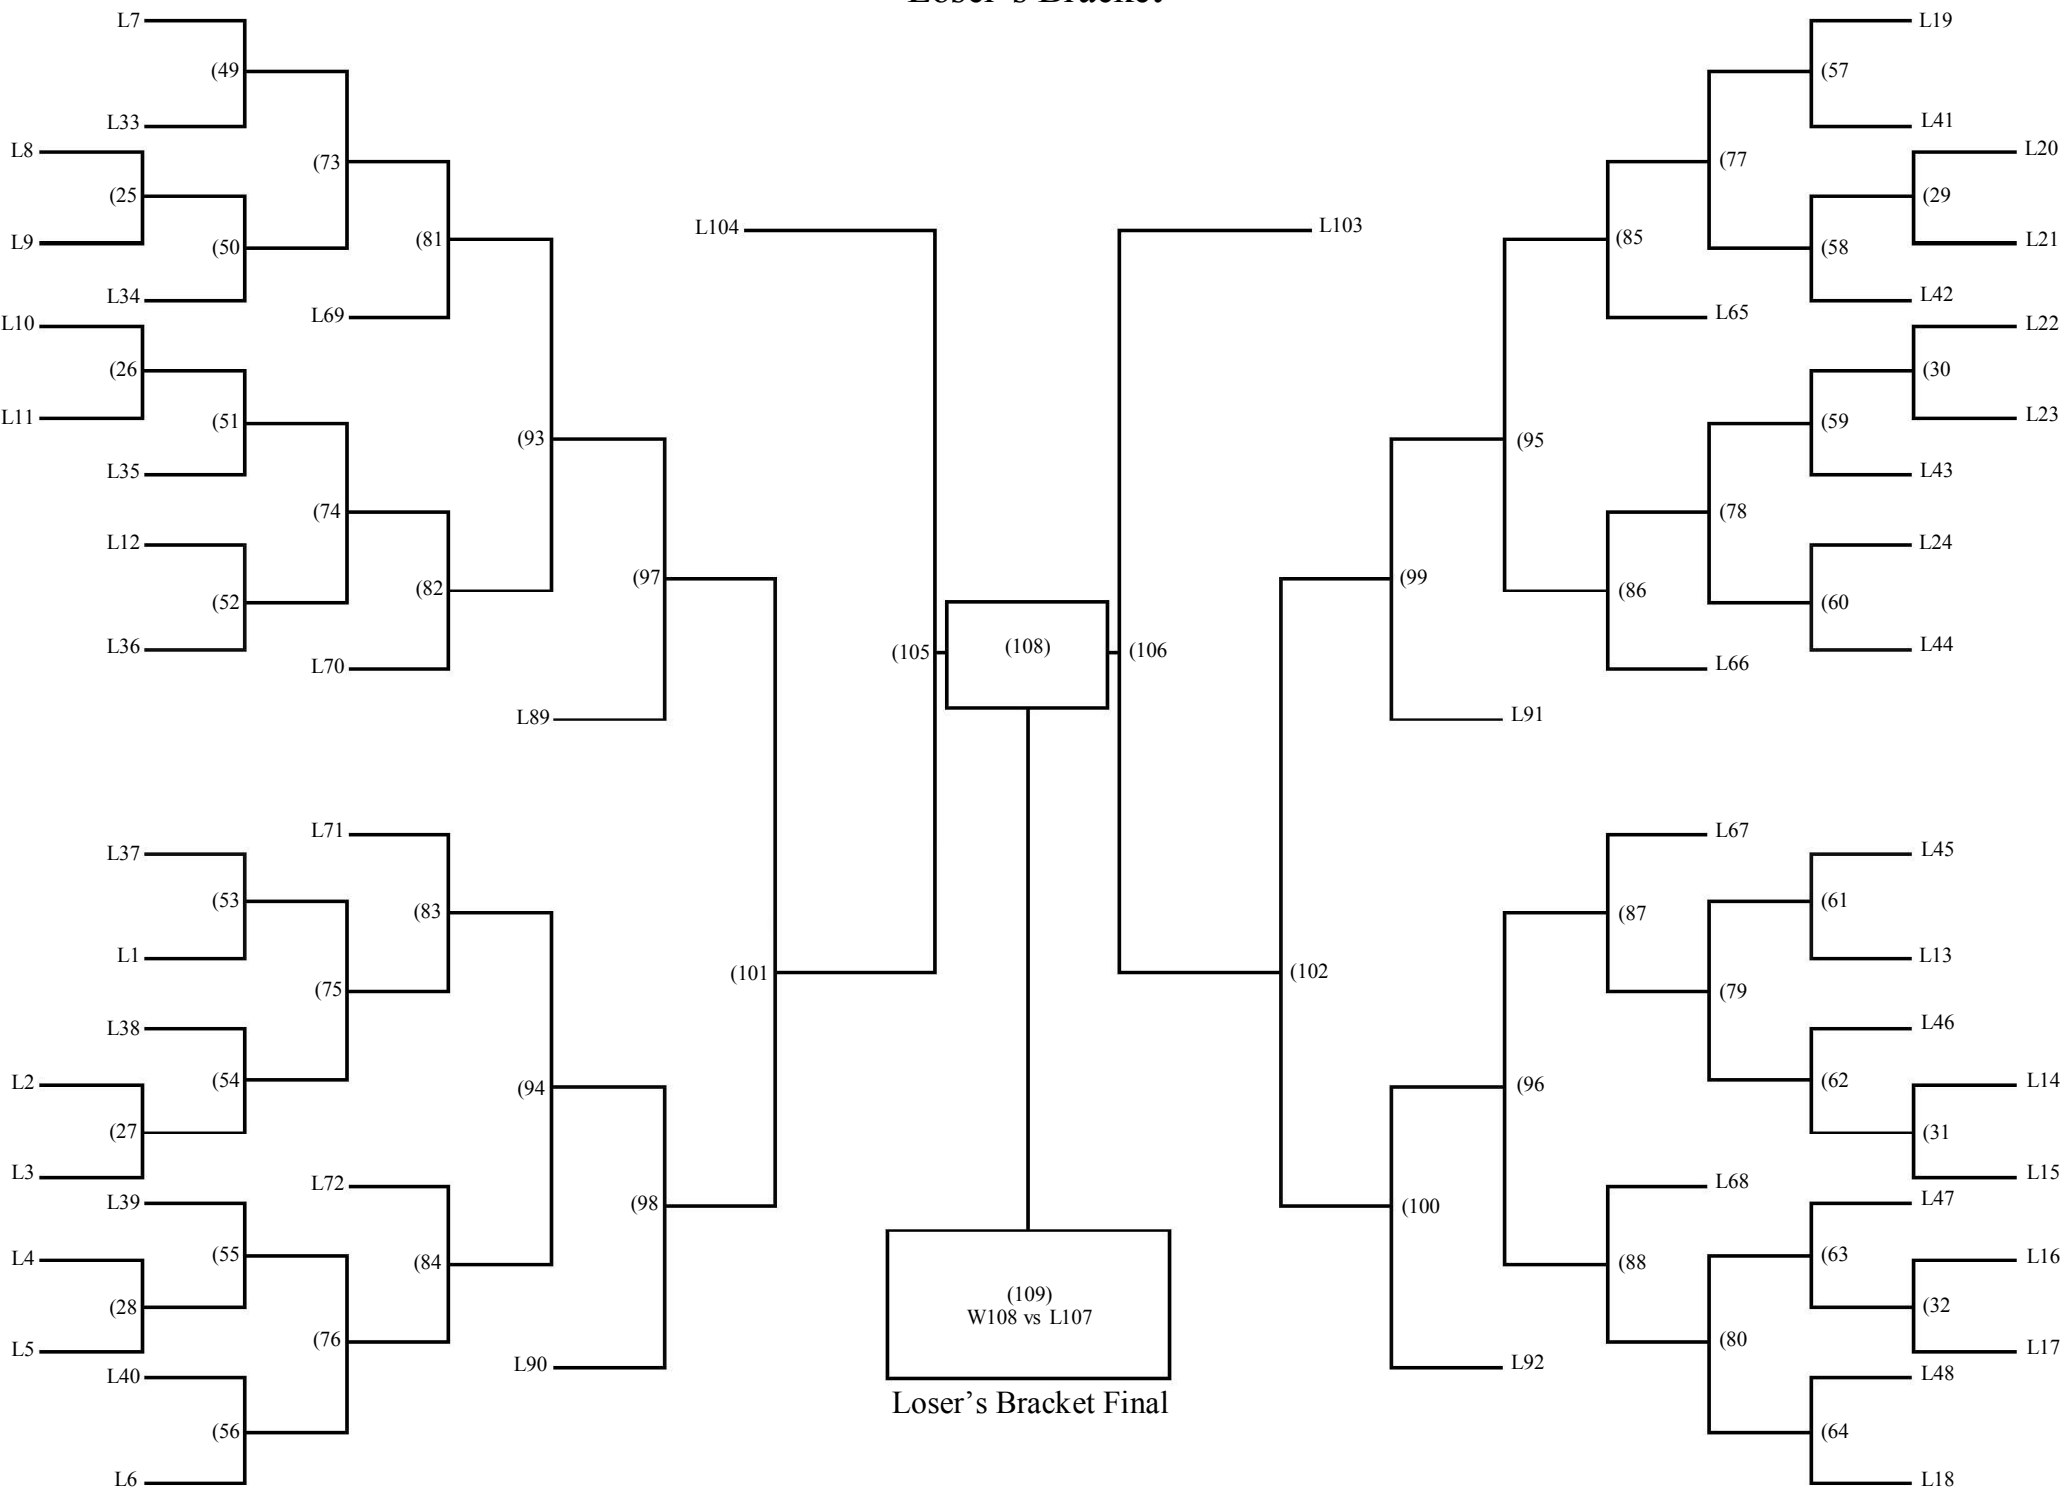 Loser's Bracket
L7
(49
L33
L8
(25
L9
(50
L34
(73
L10
(26
L11
(51
L35
(74
L12
(52
L36
(81
L69
(82
L70
(93
L89
(97
L104
(105
(101
L71
L37
(53
L1
(83
(75
L38
L2
(54
(27
L3
(94
L72
L39
L4
(55
(84
(28
L5
(76
L40
(56
L6
L90
(98
(108)
(109)
W108 vs L107
Loser’s Bracket Final
L103
(106
(102
L19
(57
L41
L20
(29
L21
(58
L42
(77
(85
L65
L22
(30
L23
(59
L43
(78
L24
(60
L44
(86
L66
(95
(99
L91
L67
L45
(61
L13
(87
(79
L46
L14
(62
(31
L15
(96
L68
L47
L16
(63
(88
(32
L17
(80
L48
(64
L18
(100
L92